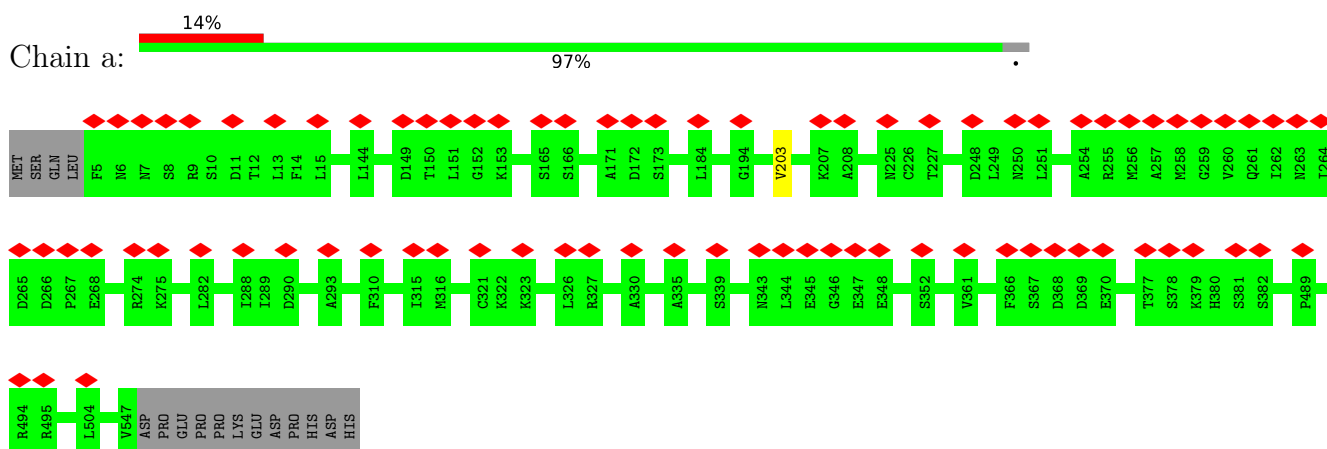 14%
Chain a:
97%
.
MET SER GLN LEU F5 N6 N7 S8 R9 S10 D11 T12 L13 F14 L15 L144 D149 T150 L151 G152 K153 S165 S166 A171 D172 S173 L184 G194 V203 K207 A208 N225 C226 T227 D248 L249 N250 L251 A254 R255 M256 A257 M258 G259 V260 Q261 I262 N263 I264
D265 D266 P267 E268 R274 K275 L282 I288 I289 D290 A293 F310 I315 M316 C321 K322 K323 L326 R327 A330 A335 S339 N343 L344 E345 G346 E347 E348 S352 V361 F366 S367 D368 D369 E370 T377 S378 K379 H380 S381 S382 P489
R494 R495 L504 V547 ASP PRO GLU PRO PRO LYS GLU ASP PRO HIS ASP HIS